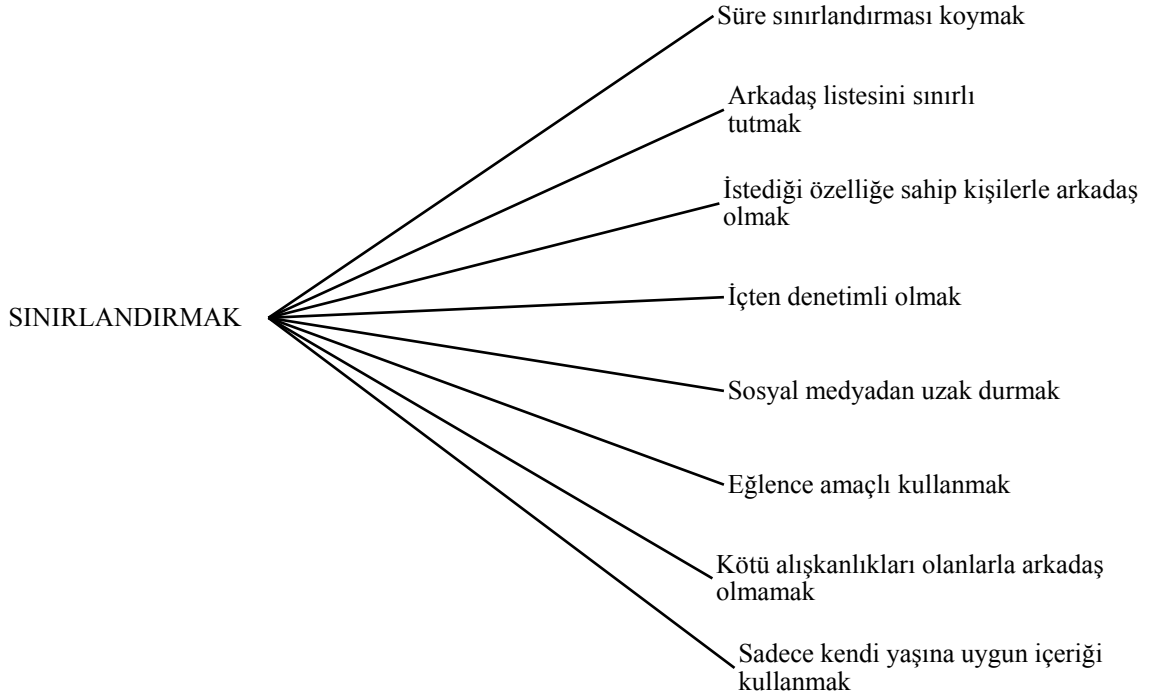 Süre sınırlandırması koymak
Arkadaş listesini sınırlı
tutmak
İstediği özelliğe sahip kişilerle arkadaş
olmak
SINIRLANDIRMAK
İçten denetimli olmak
Sosyal medyadan uzak durmak
Eğlence amaçlı kullanmak
Kötü alışkanlıkları olanlarla arkadaş
olmamak
Sadece kendi yaşına uygun içeriği
kullanmak